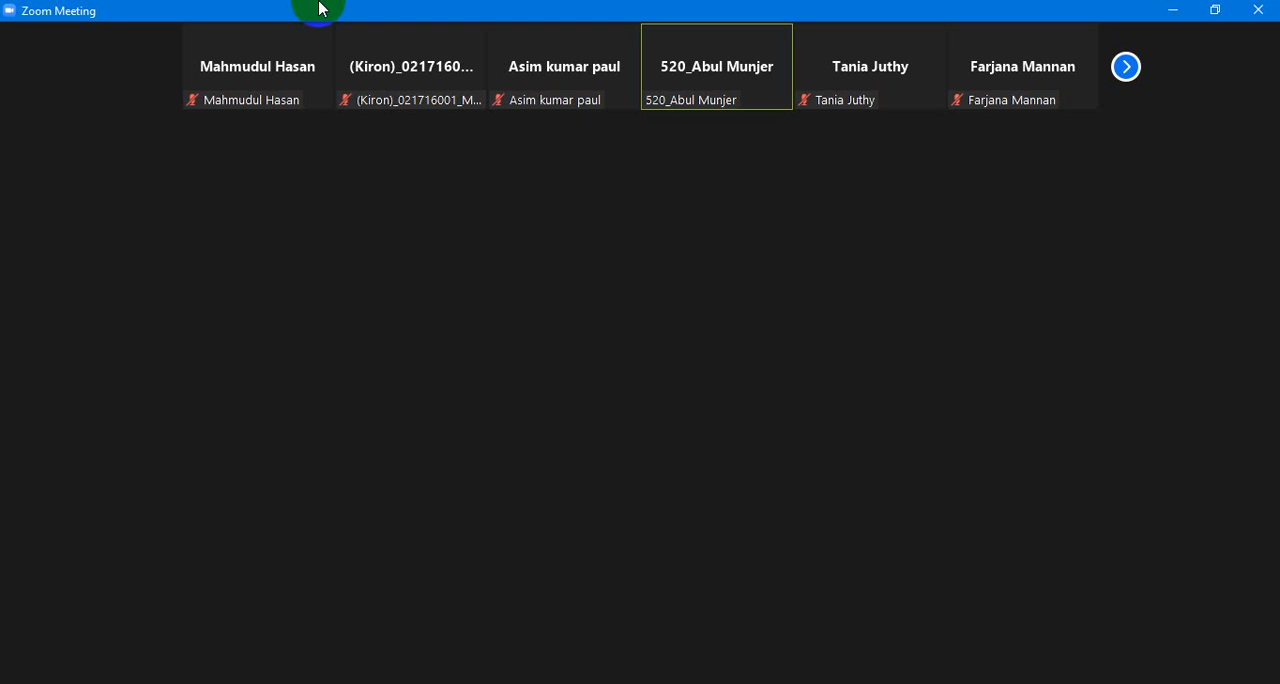 Zoom Meeting
Mahmudul Hasan (Kiron)_0217160... Asim kumar paul 520_Abul Munjer Tania Juthy Farjana Mannan
Mahmudul Hasan (Kiron)_021716001_M... Asim kumar paul 520_Abul Munjer Tania Juthy Farjana Mannan